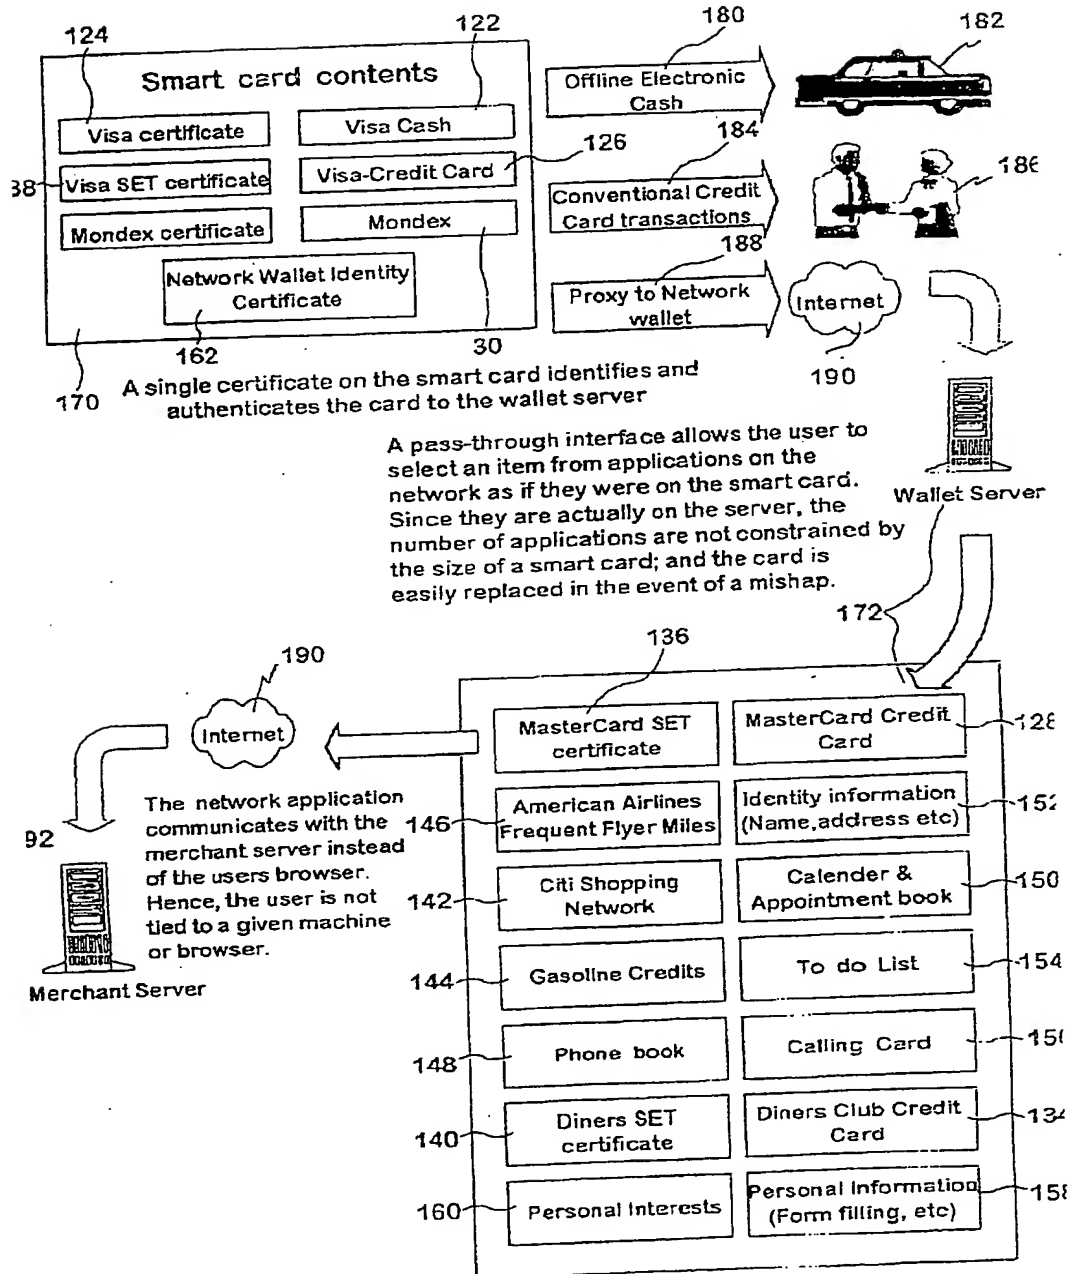 124
122
180
182
Smart card contents
Offline Electronic
Cash
Visa certificate
Visa Cash
126
184
38
Visa SET certificate
Visa-Credit Card
Conventional Credit
Card transactions
186
Mondex certificate
Mondex
188
Network Wallet Identity
Certificate
Proxy to Network
wallet
Internet
162
30
190
170
A single certificate on the smart card identifies and
authenticates the card to the wallet server
A pass-through interface allows the user to
select an item from applications on the
network as if they were on the smart card.
Since they are actually on the server, the
number of applications are not constrained by
the size of a smart card; and the card is
easily replaced in the event of a mishap.
Wallet Server
172
136
190
Internet
MasterCard SET
certificate
MasterCard Credit
Card
128
The network application
communicates with the
merchant server instead
of the users browser.
Hence, the user is not
tied to a given machine
or browser.
92
Merchant Server
146
American Airlines
Frequent Flyer Miles
Identity information
(Name,address etc)
152
142
Citi Shopping
Network
Calender &
Appointment book
150
144
Gasoline Credits
To do List
154
148
Phone book
Calling Card
140
Diners SET
certificate
Diners Club Credit
Card
134
160
Personal Interests
Personal Information
(Form filling, etc)
158